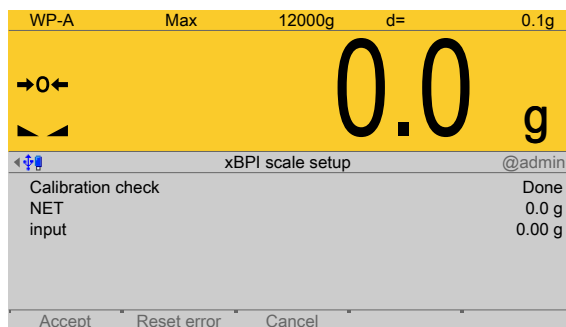 WP-A Max 12000g d= 0.1g
→0←
0.0 g
xBPI scale setup @admin
Calibration check Done
NET 0.0 g
input 0.00 g
Accept Reset error Cancel